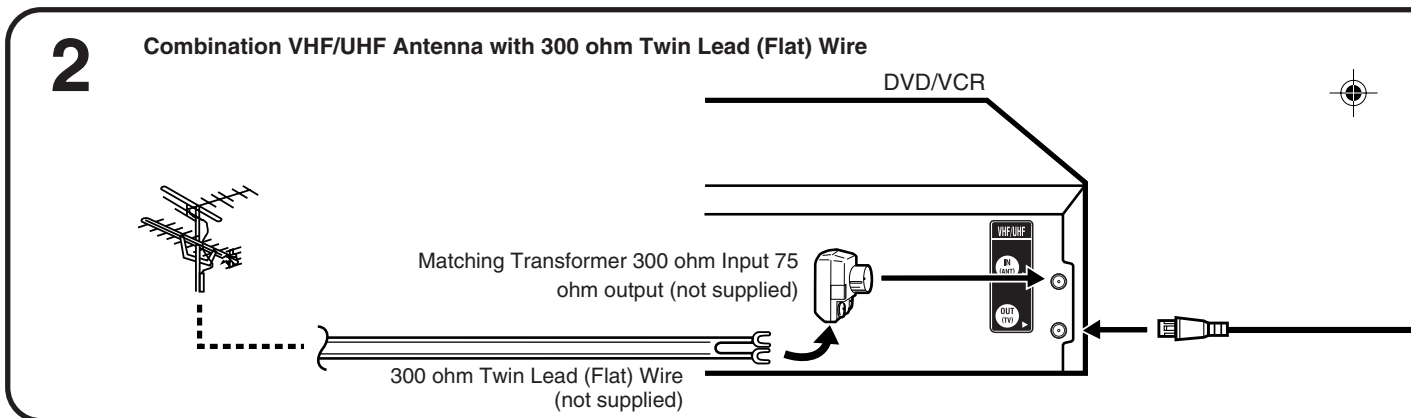 2
Combination VHF/UHF Antenna with 300 ohm Twin Lead (Flat) Wire
DVD/VCR
VHF/UHF
Matching Transformer 300 ohm Input 75
ohm output (not supplied)
IN
(ANT)
OUT
(TV)
300 ohm Twin Lead (Flat) Wire
(not supplied)